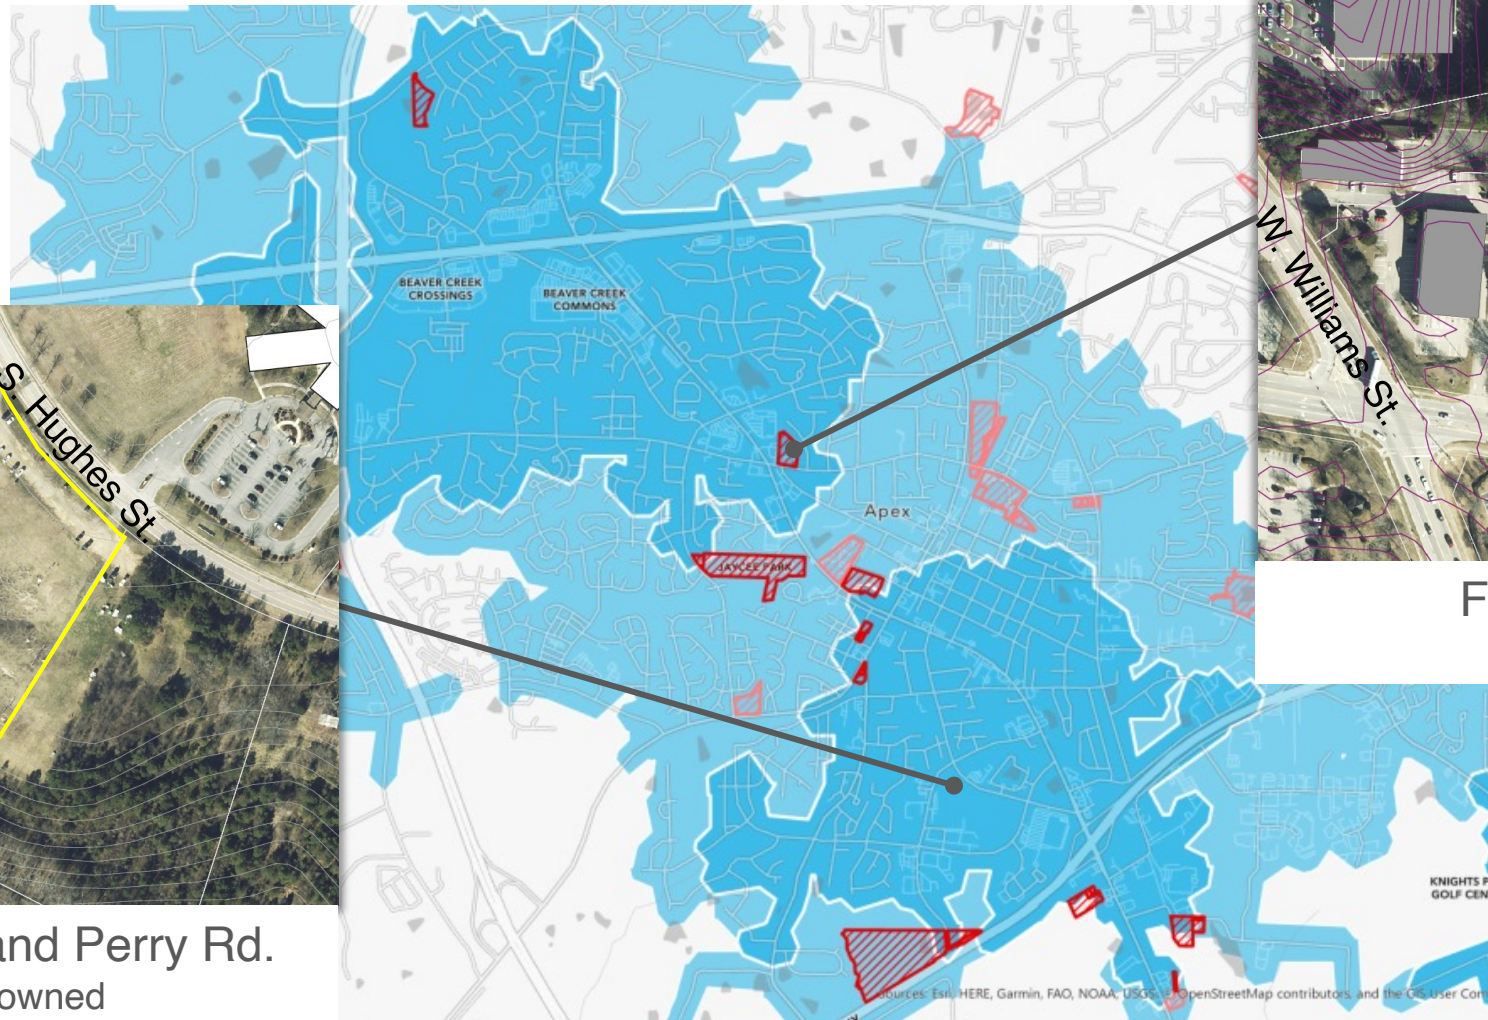 BEAVER CREEK
CROSSINGS
BEAVER CREEK
COMMONS
W. Williams St.
S. Hughes St.
Apex
JAYCEE PARK
F
KNIGHTS P
GOLF CEN
and Perry Rd.
owned
Sources: Esri, HERE, Garmin, FAO, NOAA, USGS, © OpenStreetMap contributors, and the GIS User Com